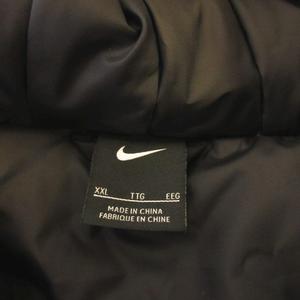 XXL TTG EEG
MADE IN CHINA
FABRIQUE EN CHINE